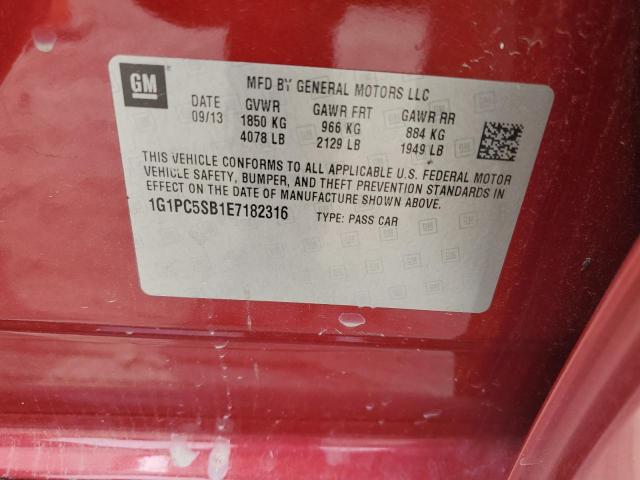 GM ® MFD BY GENERAL MOTORS LLC
DATE GVWR GAWR FRT GAWR RR
09/13 1850 KG 966 KG 884 KG
4078 LB 2129 LB 1949 LB
THIS VEHICLE CONFORMS TO ALL APPLICABLE U.S. FEDERAL MOTOR
VEHICLE SAFETY, BUMPER, AND THEFT PREVENTION STANDARDS IN
EFFECT ON THE DATE OF MANUFACTURE SHOWN ABOVE.
1G1PC5SB1E7182316 TYPE: PASS CAR